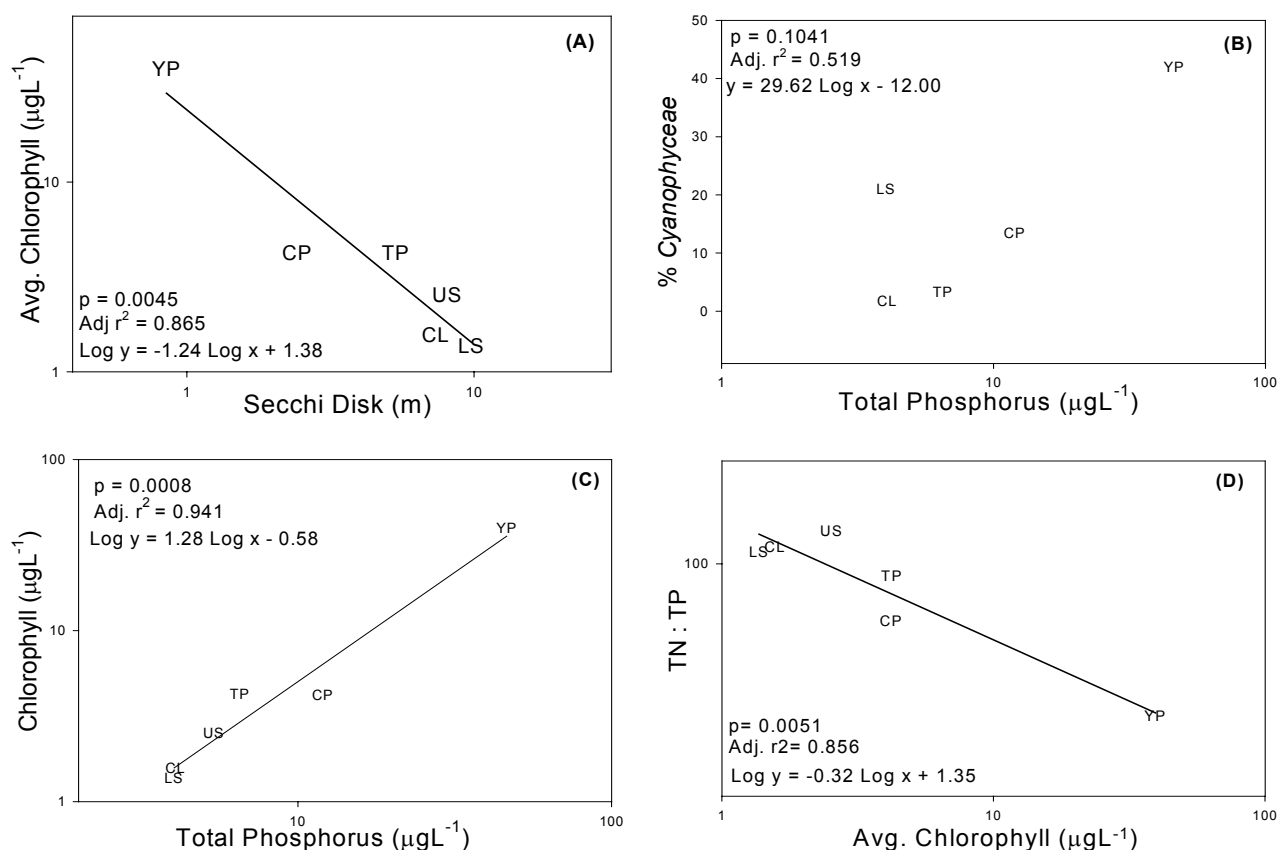 (A)
Avg. Chlorophyll (μgL⁻¹)
10
1
YP
CP
TP
US
CL
LS
p = 0.0045
Adj r² = 0.865
Log y = -1.24 Log x + 1.38
1
10
Secchi Disk (m)
(B)
% Cyanophyceae
50
40
30
20
10
0
p = 0.1041
Adj. r² = 0.519
y = 29.62 Log x - 12.00
YP
LS
CP
TP
CL
1
10
100
Total Phosphorus (μgL⁻¹)
(C)
Chlorophyll (μgL⁻¹)
100
10
1
p = 0.0008
Adj. r² = 0.941
Log y = 1.28 Log x - 0.58
YP
TP
CP
US
CL
LS
10
100
Total Phosphorus (μgL⁻¹)
(D)
TN : TP
100
US
LS
CL
TP
CP
YP
p= 0.0051
Adj. r2= 0.856
Log y = -0.32 Log x + 1.35
1
10
100
Avg. Chlorophyll (μgL⁻¹)